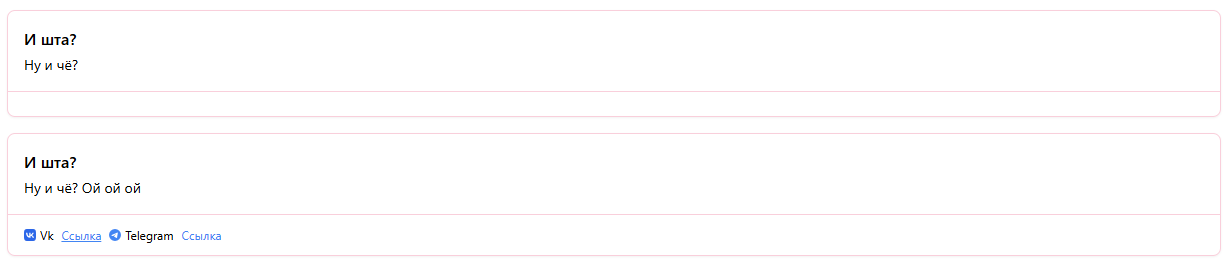 И шта?
Ну и чё?
И шта?
Ну и чё? Ой ой ой
Vk Ссылка Telegram Ссылка